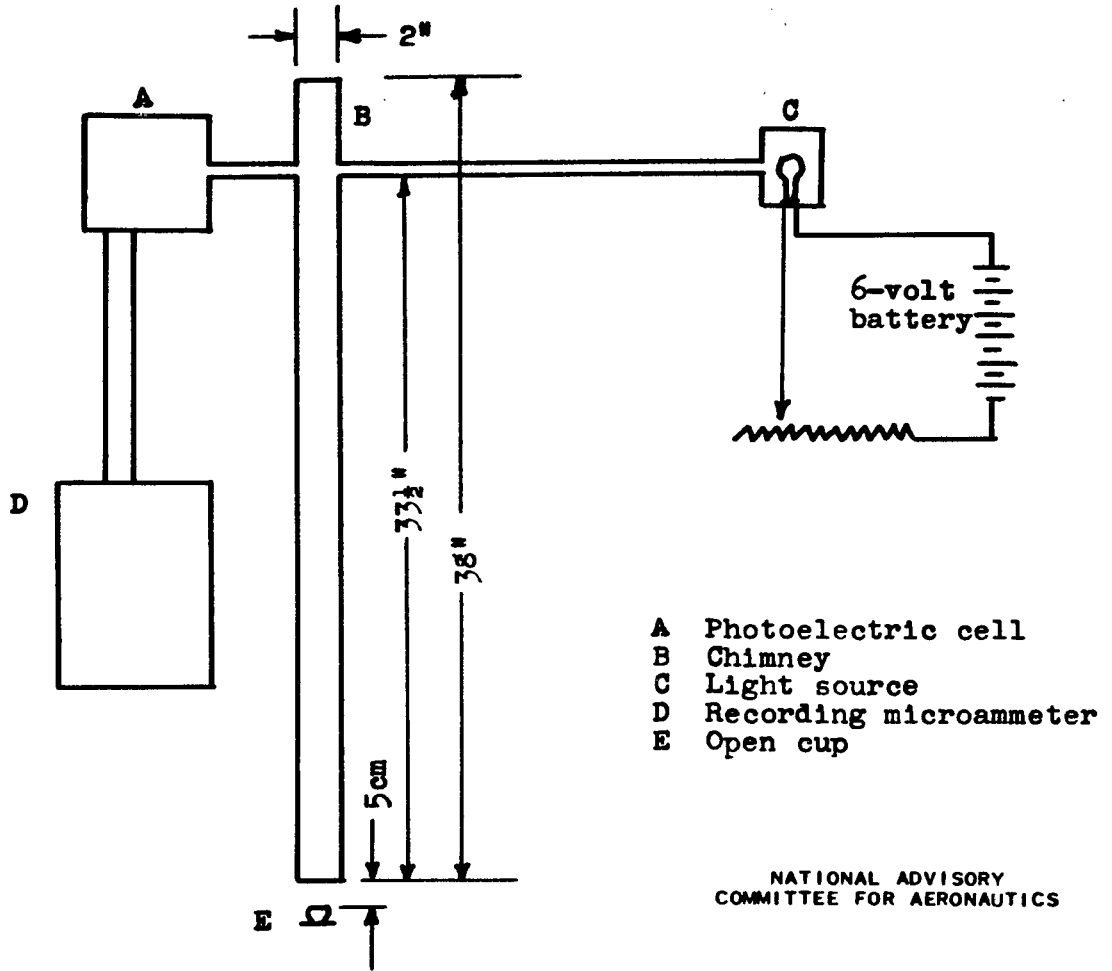 2"
A
B
C
6-volt
battery
D
33½"
38"
A Photoelectric cell
B Chimney
C Light source
D Recording microammeter
E Open cup
5cm
NATIONAL ADVISORY
COMMITTEE FOR AERONAUTICS
E